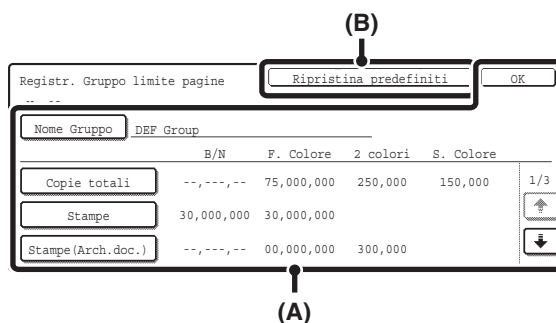 (B)
Registr. Gruppo limite pagine Ripristina predefiniti OK
Nome Gruppo DEF Group
B/N F. Colore 2 colori S. Colore
Copie totali --,---,-- 75,000,000 250,000 150,000 1/3
Stampe 30,000,000 30,000,000
Stampe(Arch.doc.) --,---,-- 00,000,000 300,000
(A)